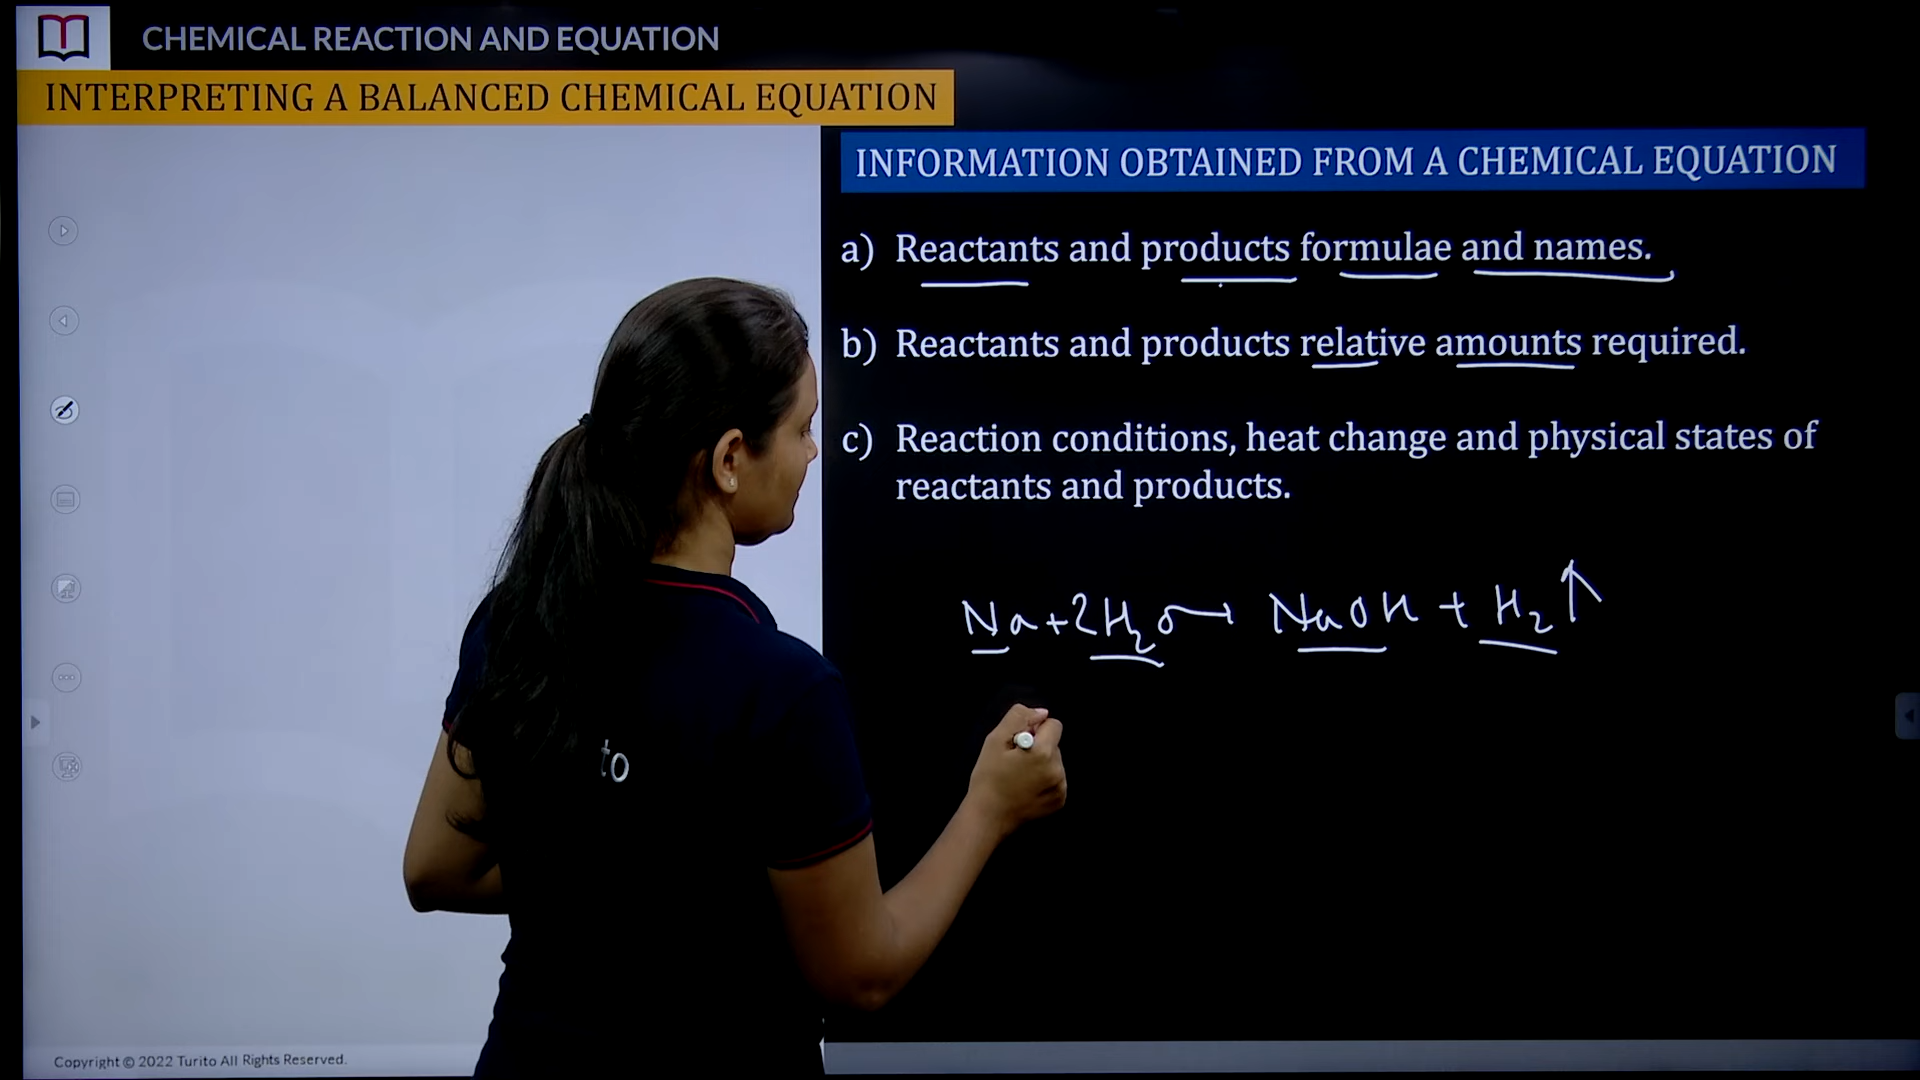 CHEMICAL REACTION AND EQUATION
INTERPRETING A BALANCED CHEMICAL EQUATION
INFORMATION OBTAINED FROM A CHEMICAL EQUATION
a) Reactants and products formulae and names.
b) Reactants and products relative amounts required.
c) Reaction conditions, heat change and physical states of
reactants and products.
Na+2H₂O → NaOH + H₂↑
to
Copyright © 2022 Turito All Rights Reserved.